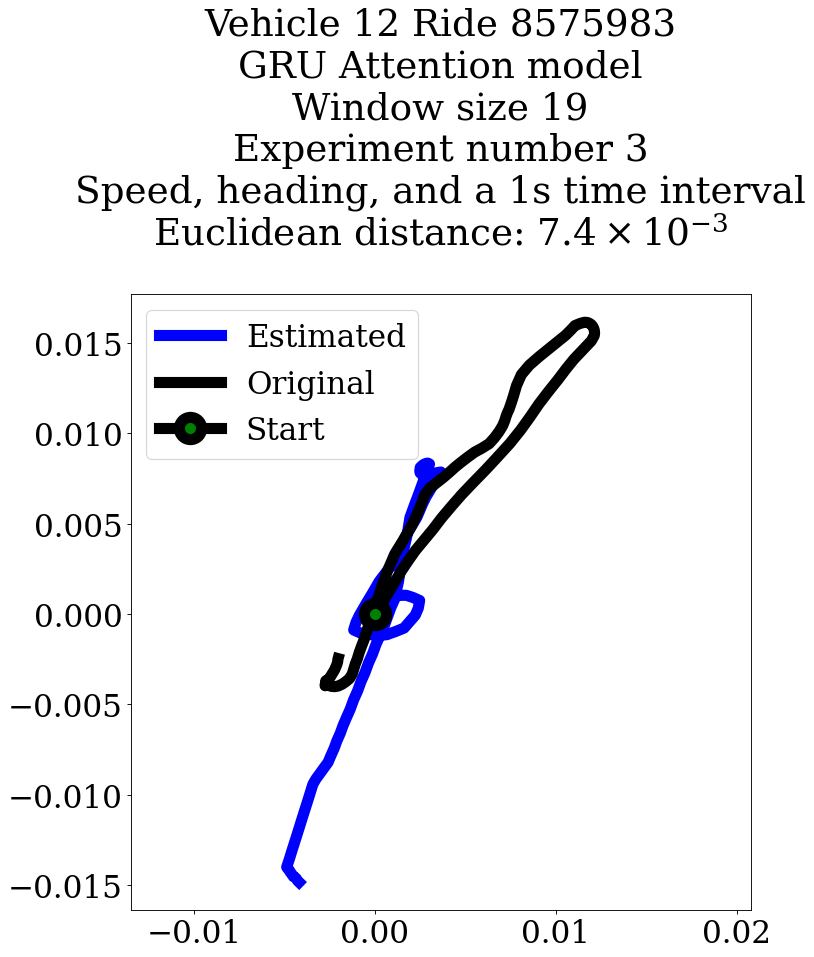 Vehicle 12 Ride 8575983
GRU Attention model
Window size 19
Experiment number 3
Speed, heading, and a 1s time interval
Euclidean distance: 7.4 × 10⁻³
Estimated
Original
Start
0.015
0.010
0.005
0.000
−0.005
−0.010
−0.015
−0.01 0.00 0.01 0.02